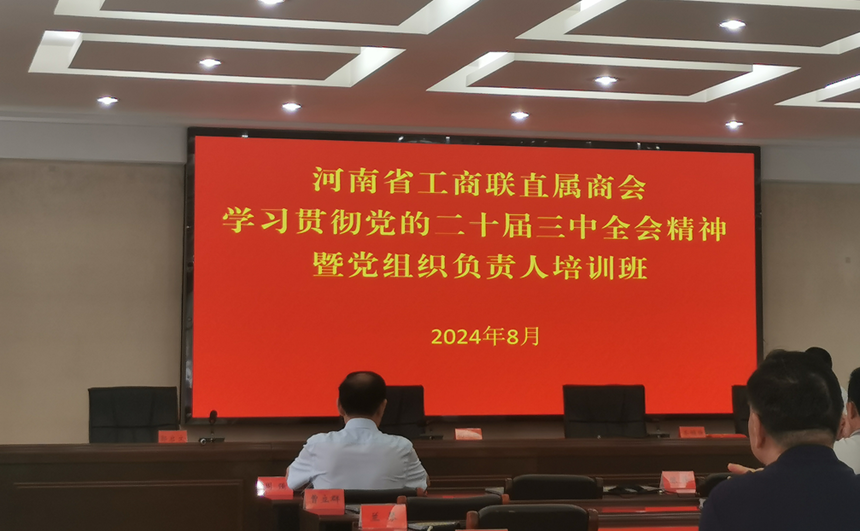 河南省工商联直属商会
学习贯彻党的二十届三中全会精神
暨党组织负责人培训班
2024年8月